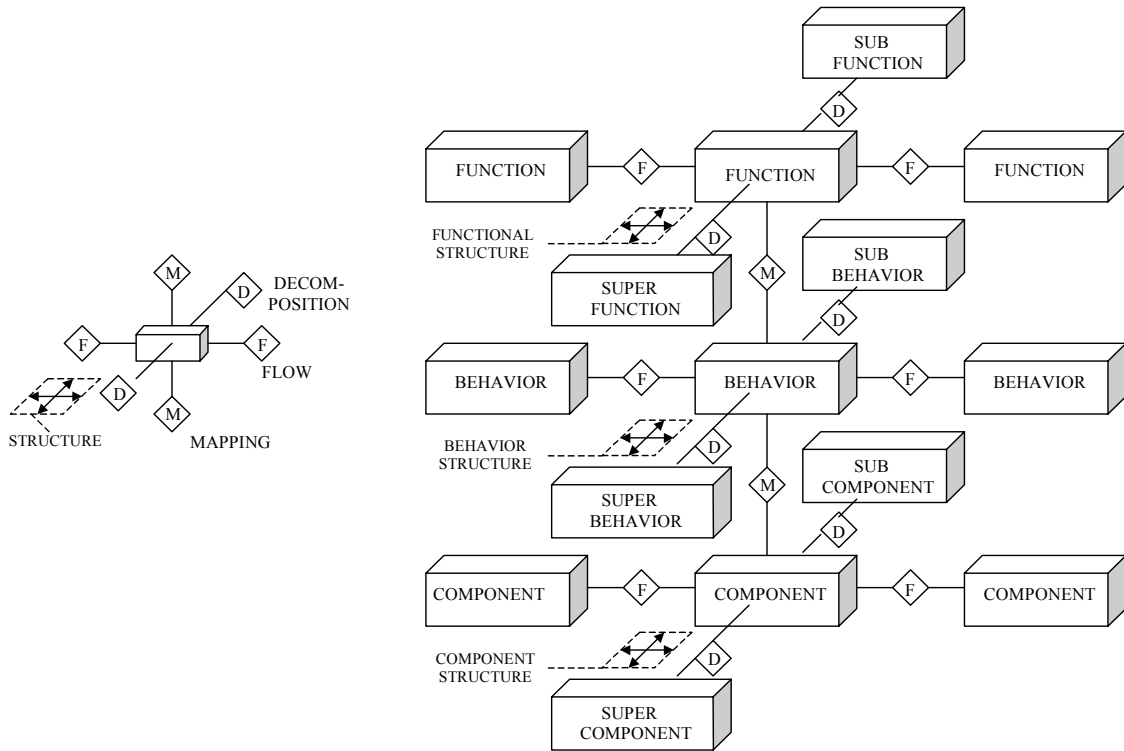 M
D
DECOM-
POSITION
F
F
FLOW
D
STRUCTURE
M
MAPPING
SUB
FUNCTION
D
FUNCTION
F
FUNCTION
F
FUNCTION
FUNCTIONAL
STRUCTURE
D
SUPER
FUNCTION
M
SUB
BEHAVIOR
D
BEHAVIOR
F
BEHAVIOR
F
BEHAVIOR
BEHAVIOR
STRUCTURE
D
SUPER
BEHAVIOR
M
SUB
COMPONENT
D
COMPONENT
F
COMPONENT
F
COMPONENT
COMPONENT
STRUCTURE
D
SUPER
COMPONENT